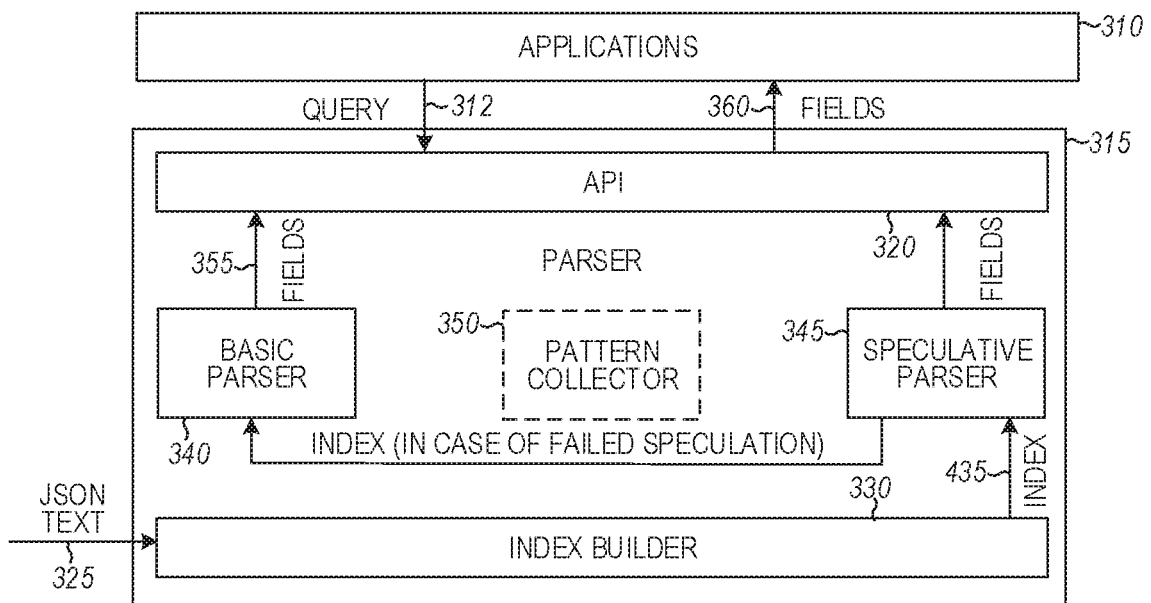 APPLICATIONS
310
QUERY
312
360
FIELDS
315
API
320
355
FIELDS
PARSER
FIELDS
350
345
BASIC
PARSER
PATTERN
COLLECTOR
SPECULATIVE
PARSER
340
INDEX (IN CASE OF FAILED SPECULATION)
435
INDEX
JSON
TEXT
325
330
INDEX BUILDER